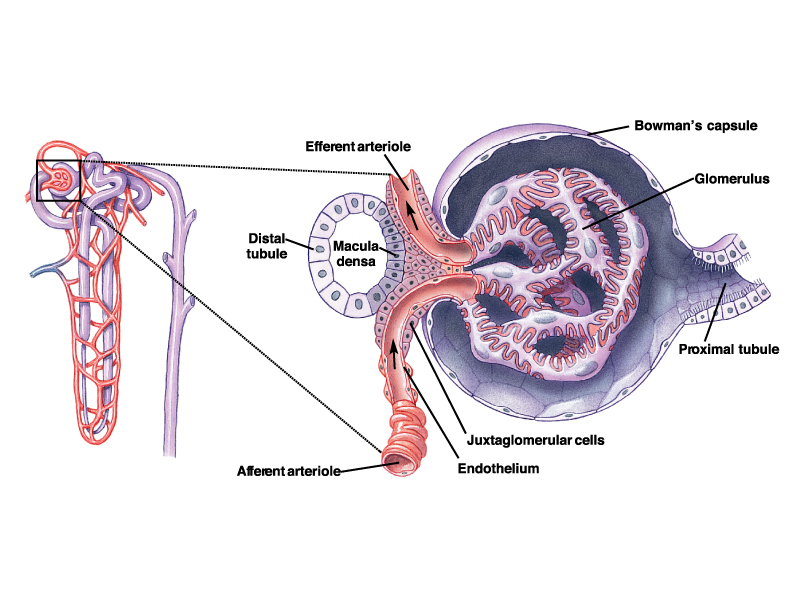 Bowman's capsule
Efferent arteriole
Glomerulus
Distal
tubule
Macula
densa
Proximal tubule
Juxtaglomerular cells
Endothelium
Afferent arteriole